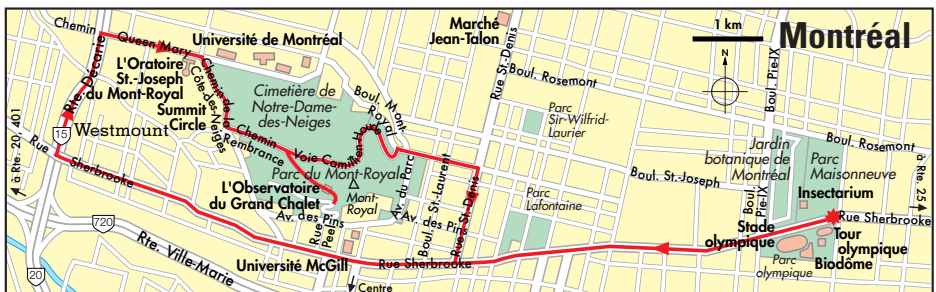 Montréal
1 km
N
Chemin
Queen Mary
Université de Montréal
Marché
Jean-Talon
Rue St.-Denis
Boul. Rosemont
Boul. Pie-IX
Rte. Décarie
L'Oratoire
St.-Joseph
du Mont-Royal
Chemin de la
Côte-des-Neiges
Cimetière de
Notre-Dame-
des-Neiges
Boul. Mont-
Royal
Parc
Sir-Wilfrid-
Laurier
Summit
Circle
Boul. Rosemont
à Rte. 20, 401
15
Westmount
Rue
Sherbrooke
Chemin
Remembrance
Voie Camillien Houde
Parc du Mont-Royal
Jardin
botanique de
Montréal
Parc
Maisonneuve
Boul. St-Joseph
Insectarium
à Rte. 25
L'Observatoire
du Grand Chalet
Mont-
Royal
Av. du Parc
Boul. St-Laurent
Rue St.-Denis
Parc
Lafontaine
Boul. Pie-IX
Rue Sherbrooke
Av. des Pins
Av. des Pins
Rue
Peel
Stade
olympique
Tour
olympique
Biodôme
720
Rte. Ville-Marie
Université McGill
Rue Sherbrooke
Parc
olympique
20
Centre